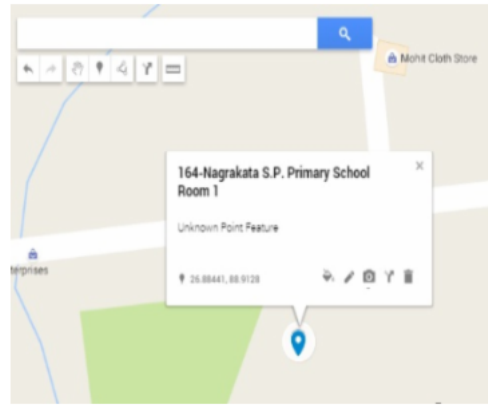 Mohit Cloth Store
164-Nagrakata S.P. Primary School
Room 1
Unknown Point Feature
26.88441, 88.9128
terprises